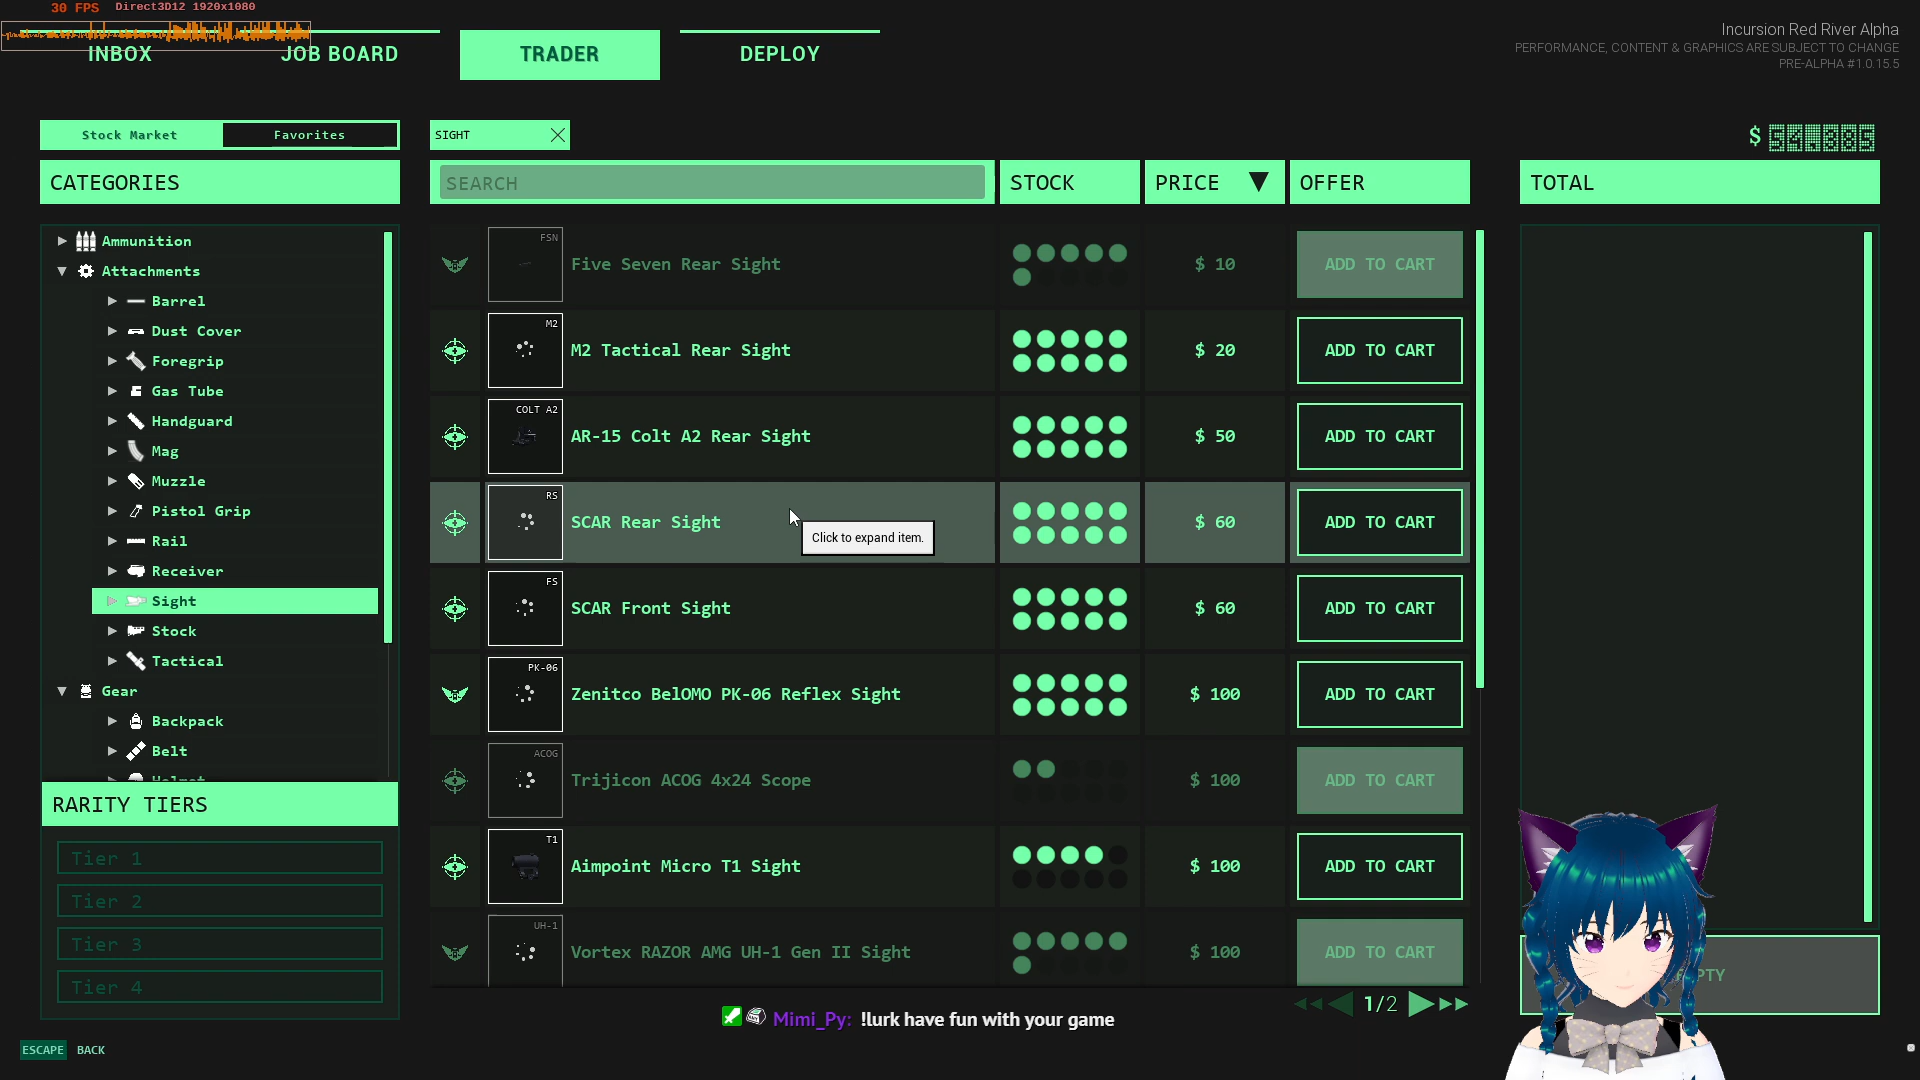 30 FPS
Direct3D12 1920x1080
INBOX
JOB BOARD
TRADER
DEPLOY
Incursion Red River Alpha
PERFORMANCE, CONTENT & GRAPHICS ARE SUBJECT TO CHANGE
PRE-ALPHA #1.0.15.5
Stock Market
Favorites
SIGHT
$
CATEGORIES
SEARCH
STOCK
PRICE ▼
OFFER
TOTAL
Ammunition
Attachments
Barrel
Dust Cover
Foregrip
Gas Tube
Handguard
Mag
Muzzle
Pistol Grip
Rail
Receiver
Sight
Stock
Tactical
Gear
Backpack
Belt
Helmet
RARITY TIERS
Tier 1
Tier 2
Tier 3
Tier 4
FSN
Five Seven Rear Sight
$ 10
ADD TO CART
M2
M2 Tactical Rear Sight
$ 20
ADD TO CART
COLT A2
AR-15 Colt A2 Rear Sight
$ 50
ADD TO CART
RS
SCAR Rear Sight
$ 60
ADD TO CART
Click to expand item.
FS
SCAR Front Sight
$ 60
ADD TO CART
PK-06
Zenitco BelOMO PK-06 Reflex Sight
$ 100
ADD TO CART
ACOG
Trijicon ACOG 4x24 Scope
$ 100
ADD TO CART
T1
Aimpoint Micro T1 Sight
$ 100
ADD TO CART
UH-1
Vortex RAZOR AMG UH-1 Gen II Sight
$ 100
ADD TO CART
1/2
PTY
Mimi_Py: !lurk have fun with your game
ESCAPE BACK